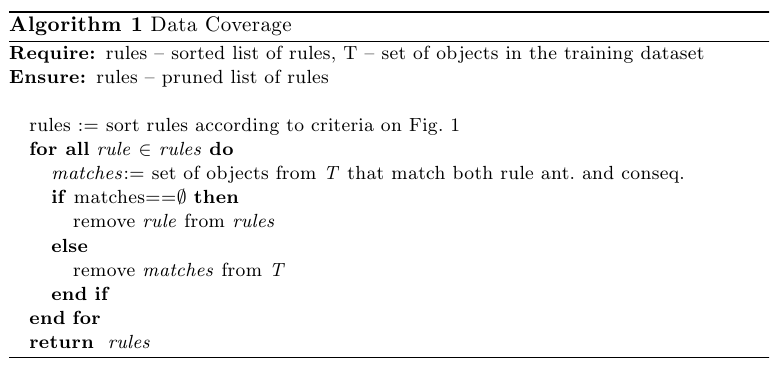 Algorithm 1 Data Coverage
Require: rules – sorted list of rules, T – set of objects in the training dataset
Ensure: rules – pruned list of rules
rules := sort rules according to criteria on Fig. 1
for all rule ∈ rules do
matches:= set of objects from T that match both rule ant. and conseq.
if matches==∅ then
remove rule from rules
else
remove matches from T
end if
end for
return rules